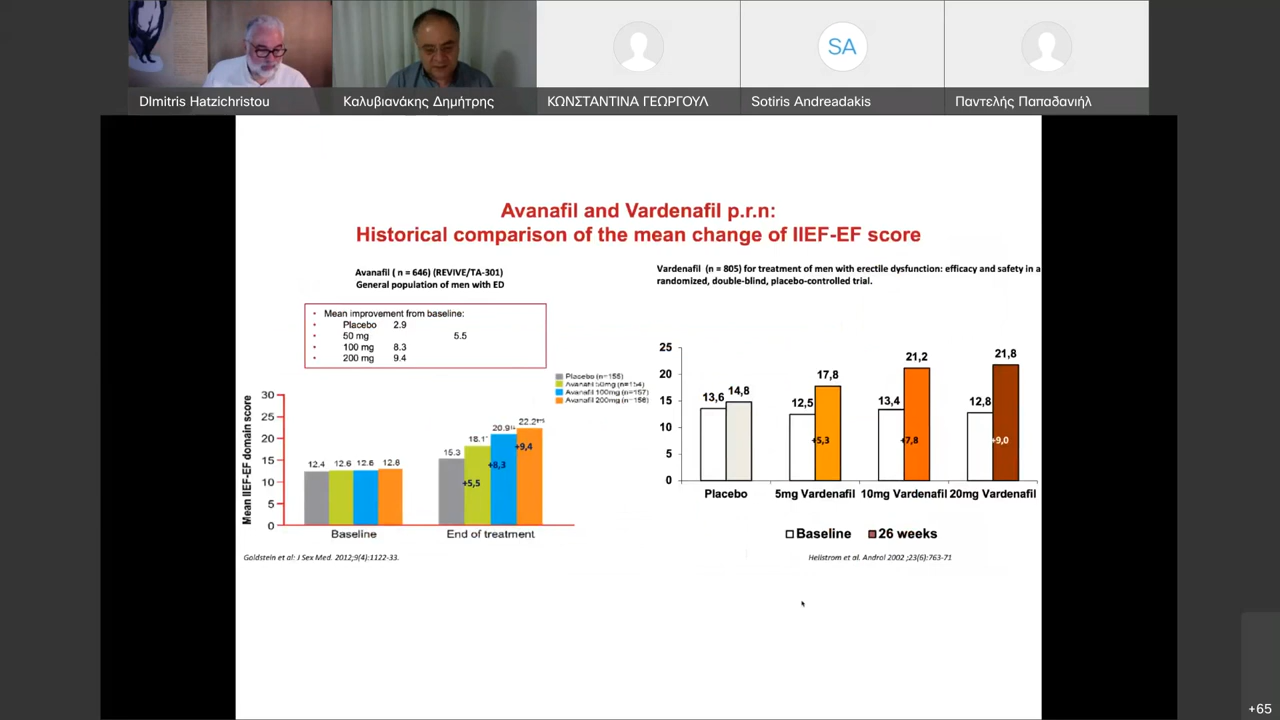 DImitris Hatzichristou
Καλυβιανάκης Δημήτρης
ΚΩΝΣΤΑΝΤΙΝΑ ΓΕΩΡΓΟΥΛ
SA
Sotiris Andreadakis
Παντελής Παπαδανιήλ
Avanafil and Vardenafil p.r.n:
Historical comparison of the mean change of IIEF-EF score
Avanafil ( n = 646) (REVIVE/TA-301)
General population of men with ED
• Mean improvement from baseline:
• Placebo 2.9
• 50 mg 5.5
• 100 mg 8.3
• 200 mg 9.4
Placebo (n=155)
Avanafil 50mg (n=154)
Avanafil 100mg (n=157)
Avanafil 200mg (n=156)
Mean IIEF-EF domain score
30
25
20
15
10
5
0
12.4 12.6 12.6 12.8
15.3 18.1 20.9 22.2
+5,5 +8,3 +9,4
Baseline End of treatment
Goldstein et al: J Sex Med. 2012;9(4):1122-33.
Vardenafil (n = 805) for treatment of men with erectile dysfunction: efficacy and safety in a
randomized, double-blind, placebo-controlled trial.
25
20
15
10
5
0
13,6 14,8 12,5 17,8 13,4 21,2 12,8 21,8
+5,3 +7,8 +9,0
Placebo 5mg Vardenafil 10mg Vardenafil 20mg Vardenafil
Baseline 26 weeks
Hellstrom et al. Androl 2002 ;23(6):763-71
+65